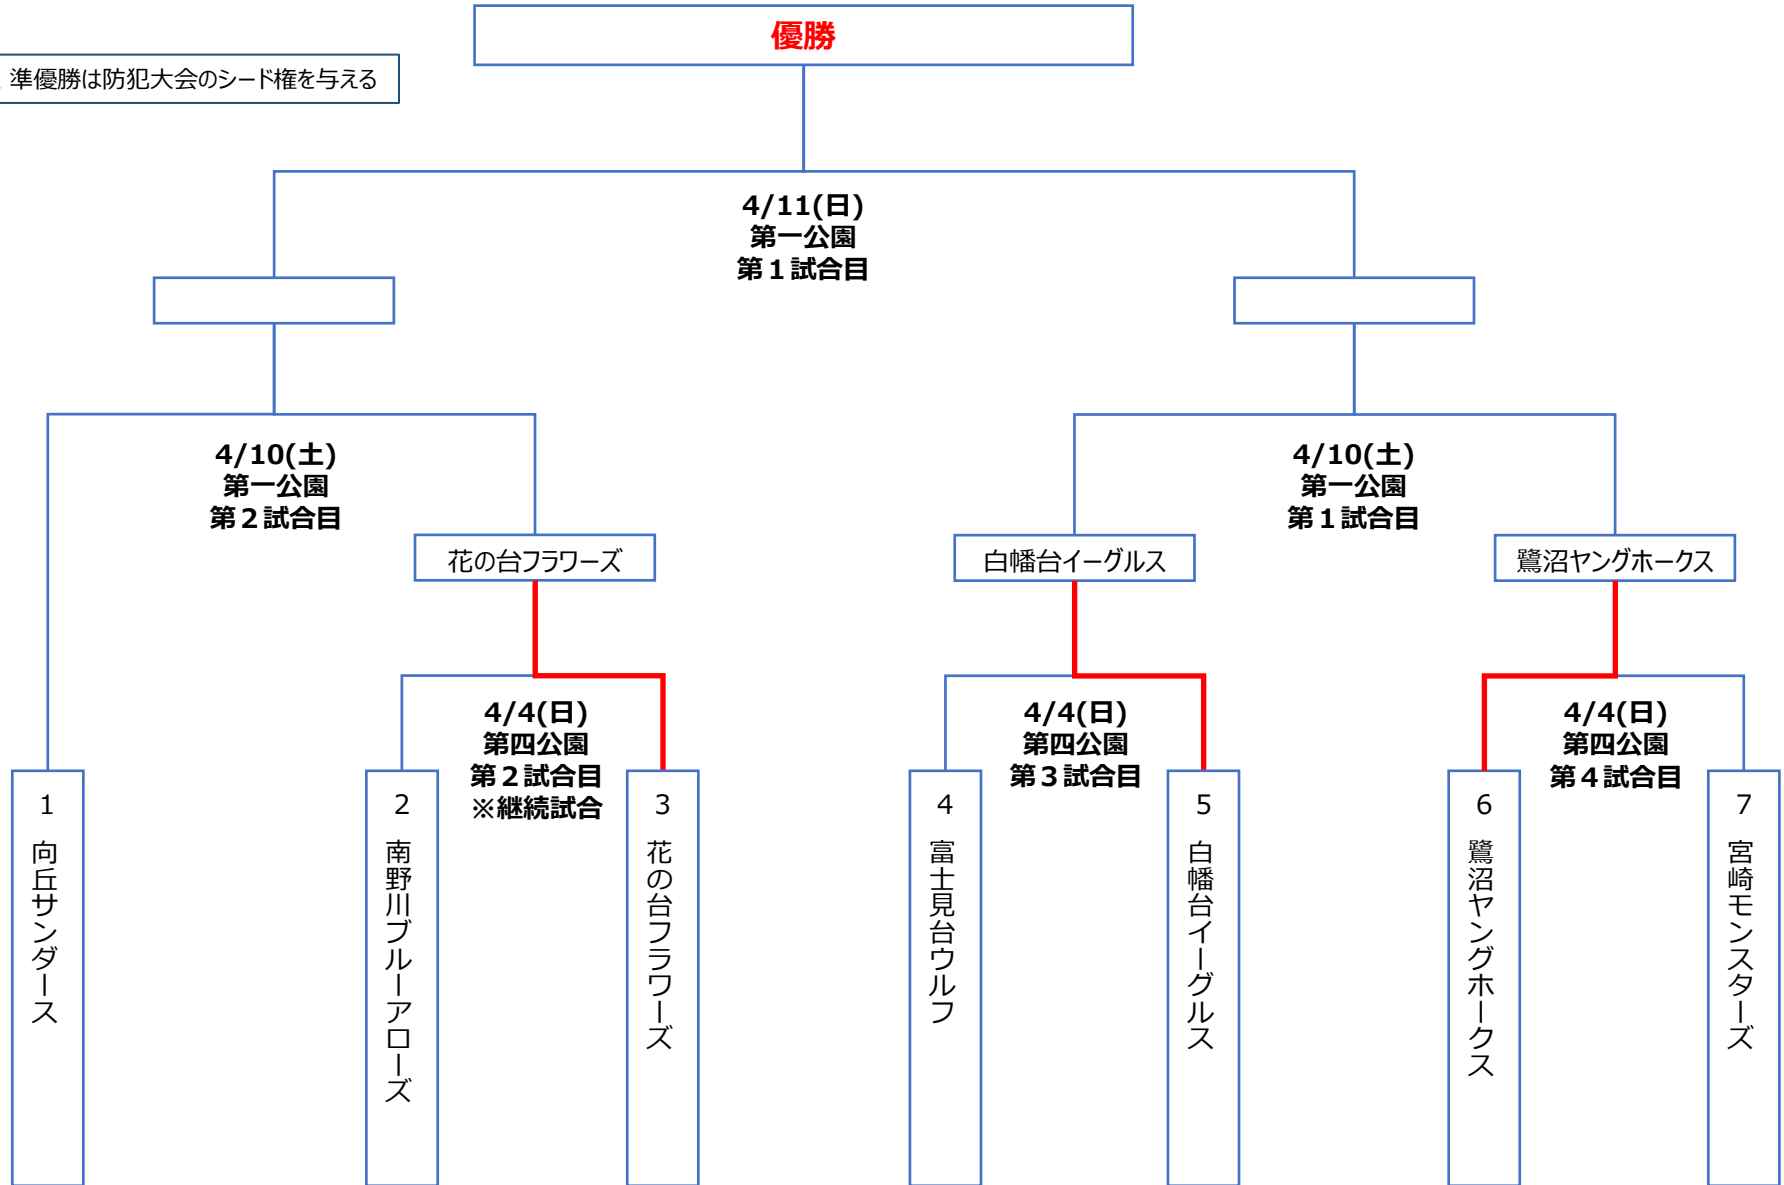 優勝
準優勝は防犯大会のシード権を与える
4/11(日)
第一公園
第１試合目
4/10(土)
第一公園
第２試合目
4/10(土)
第一公園
第１試合目
花の台フラワーズ
白幡台イーグルス
鷺沼ヤングホークス
4/4(日)
第四公園
第２試合目
※継続試合
4/4(日)
第四公園
第３試合目
4/4(日)
第四公園
第４試合目
1
向丘サンダース
2
南野川ブルーアローズ
3
花の台フラワーズ
4
富士見台ウルフ
5
白幡台イーグルス
6
鷺沼ヤングホークス
7
宮崎モンスターズ